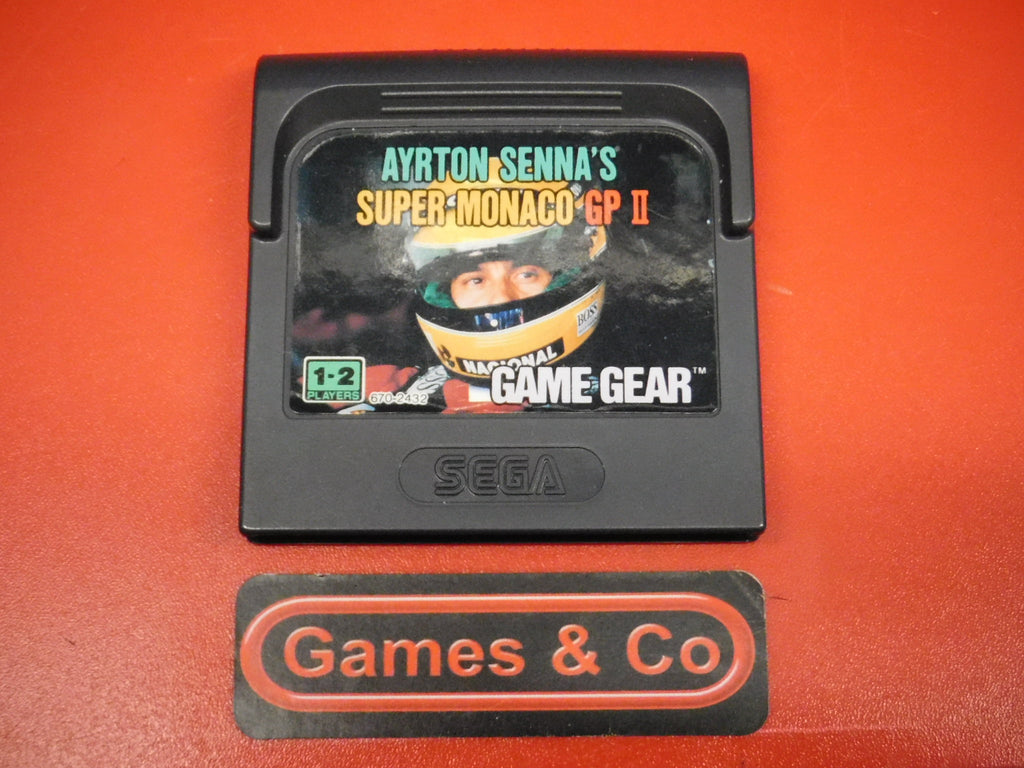 AYRTON SENNA'S
SUPER MONACO GP II
BOSS
NACIONAL
1-2
PLAYERS
670-2432
GAME GEAR™
SEGA
Games & Co